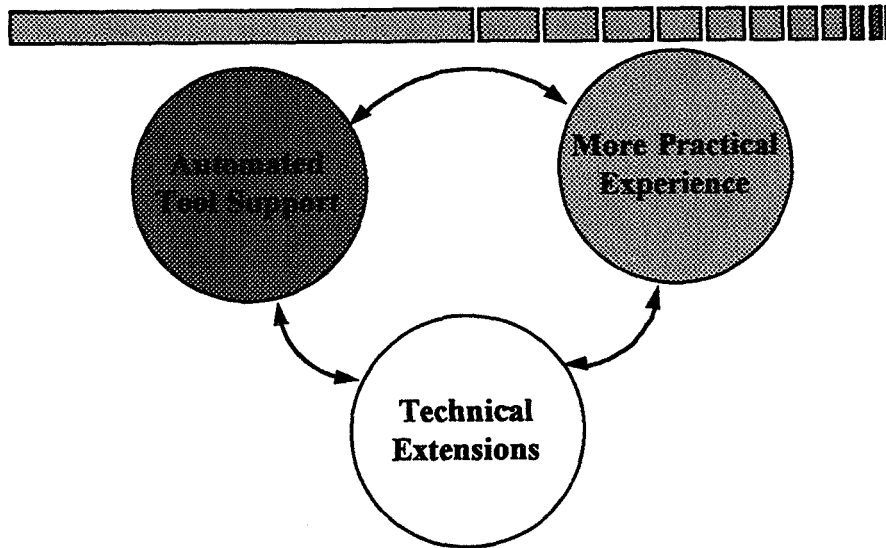 Automated
Tool Support
More Practical
Experience
Technical
Extensions